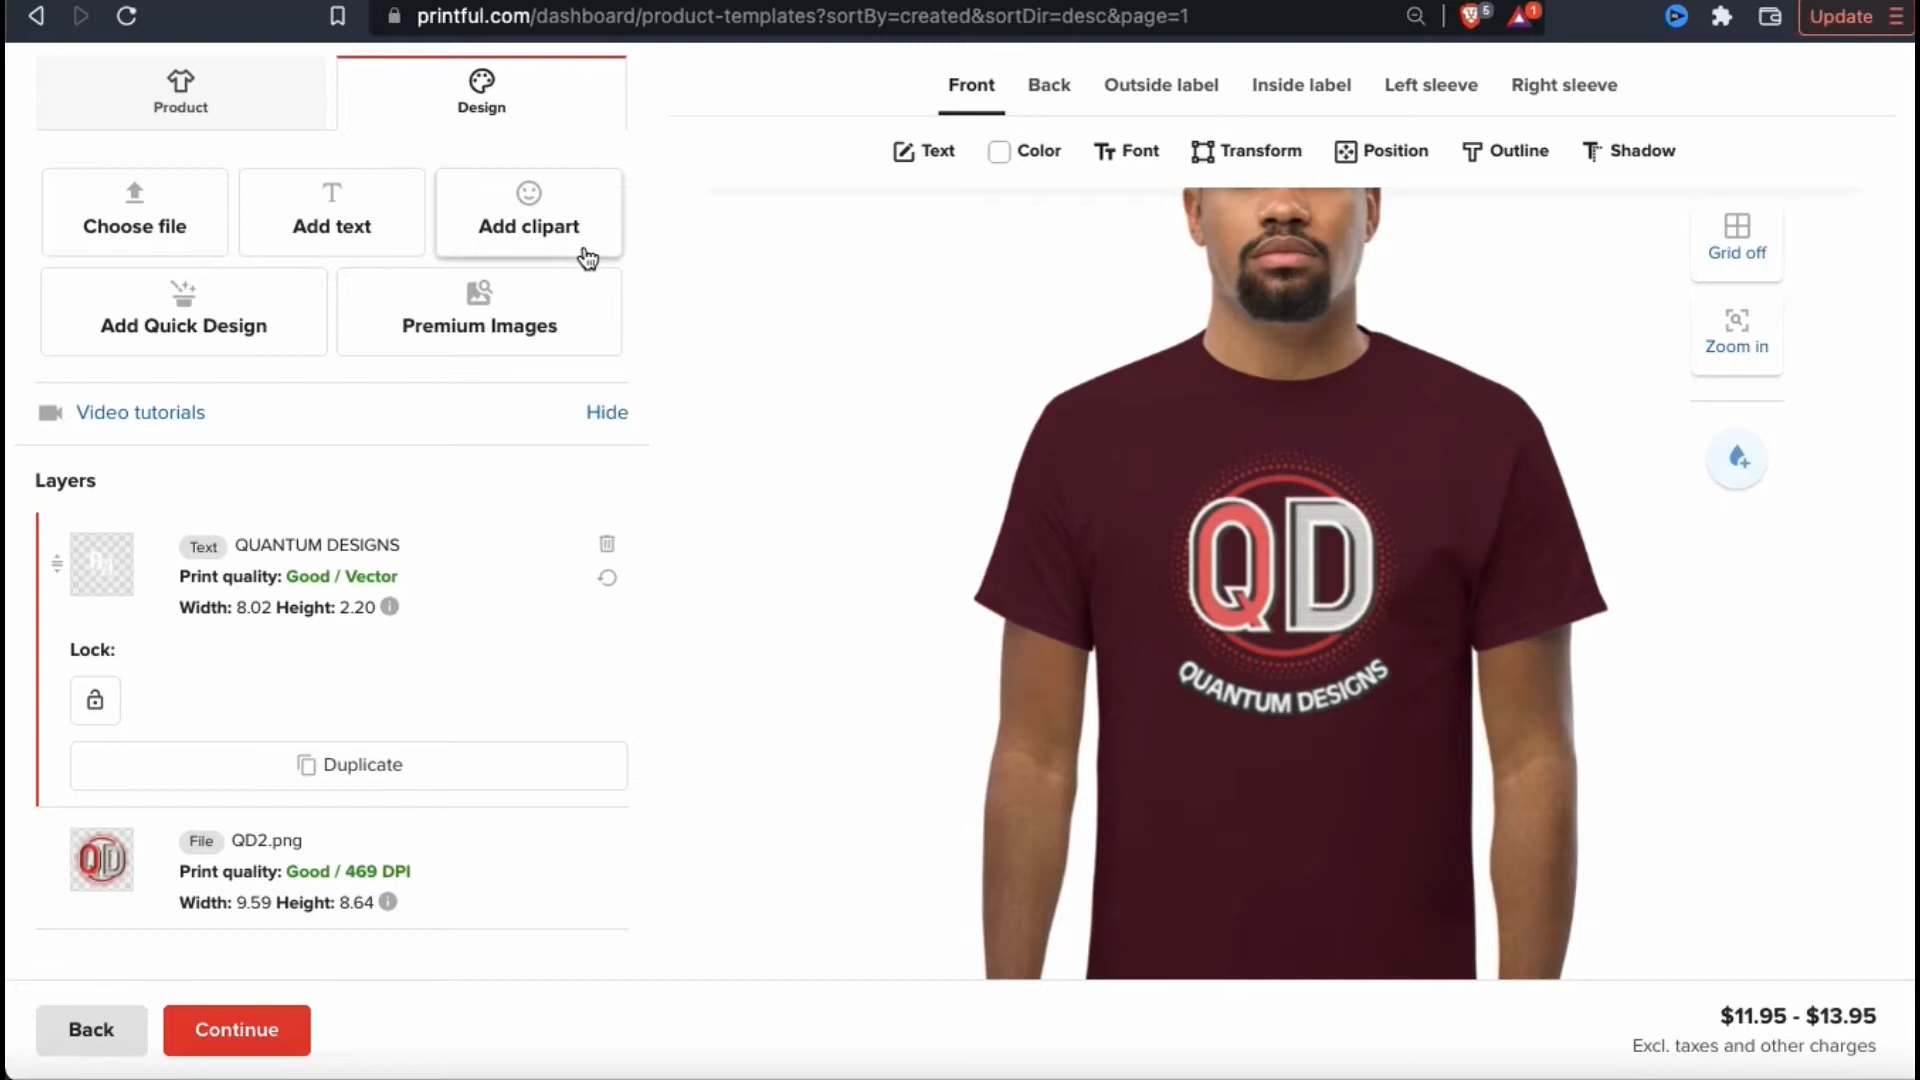 printful.com/dashboard/product-templates?sortBy=created&sortDir=desc&page=1
5
1
Update
Product
Design
Front
Back
Outside label
Inside label
Left sleeve
Right sleeve
Text
Color
Font
Transform
Position
Outline
Shadow
Choose file
Add text
Add clipart
Add Quick Design
Premium Images
Grid off
Zoom in
Video tutorials
Hide
Layers
Text QUANTUM DESIGNS
Print quality: Good / Vector
Width: 8.02 Height: 2.20
Lock:
Duplicate
File QD2.png
Print quality: Good / 469 DPI
Width: 9.59 Height: 8.64
QD
QD
QUANTUM DESIGNS
Back
Continue
$11.95 - $13.95
Excl. taxes and other charges